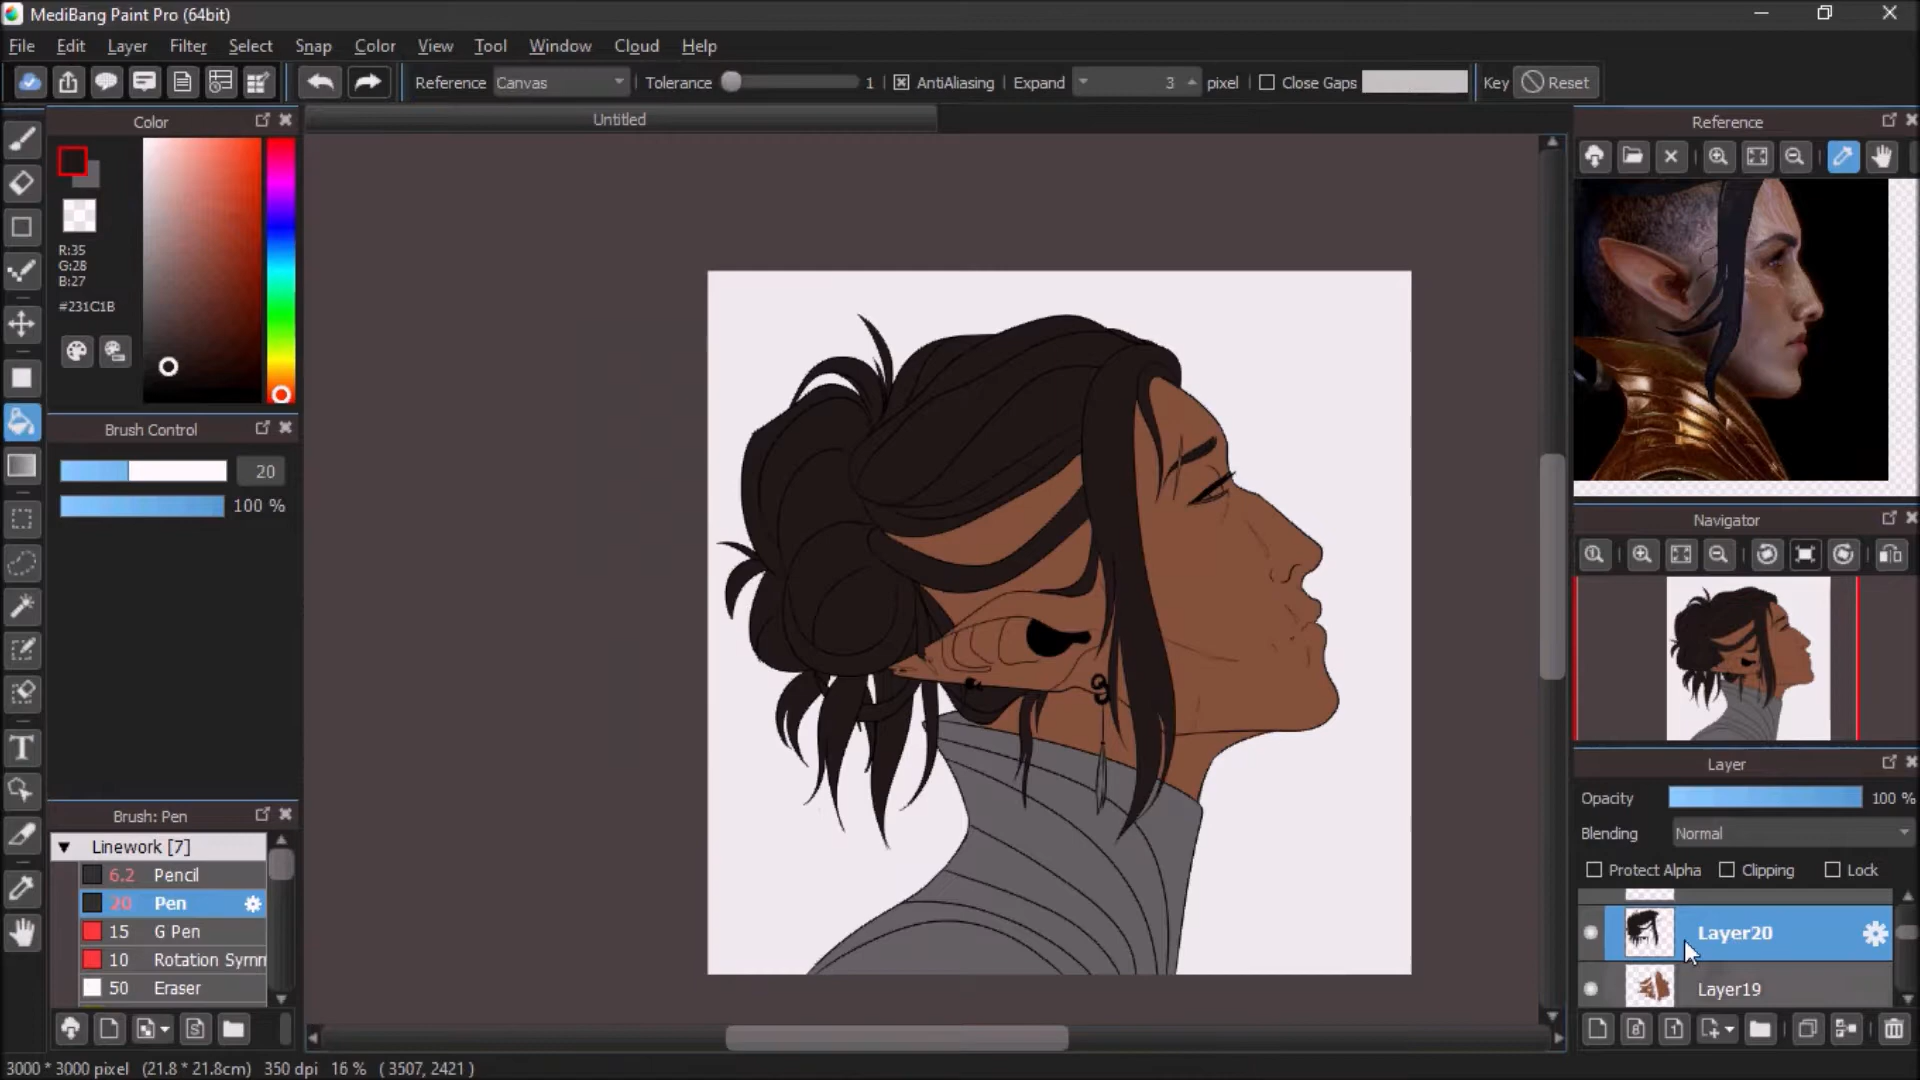 MediBang Paint Pro (64bit)
File Edit Layer Filter Select Snap Color View Tool Window Cloud Help
Reference Canvas Tolerance 1 AntiAliasing Expand 3 pixel Close Gaps Key Reset
Color
Untitled
Reference
R:35
G:28
B:27
#231C1B
Brush Control
20
100 %
Navigator
Layer
Opacity 100 %
Blending Normal
Protect Alpha Clipping Lock
Layer20
Layer19
Brush: Pen
Linework [7]
6.2 Pencil
20 Pen
15 G Pen
10 Rotation Symm
50 Eraser
3000 * 3000 pixel (21.8 * 21.8cm) 350 dpi 16 % ( 3507, 2421 )